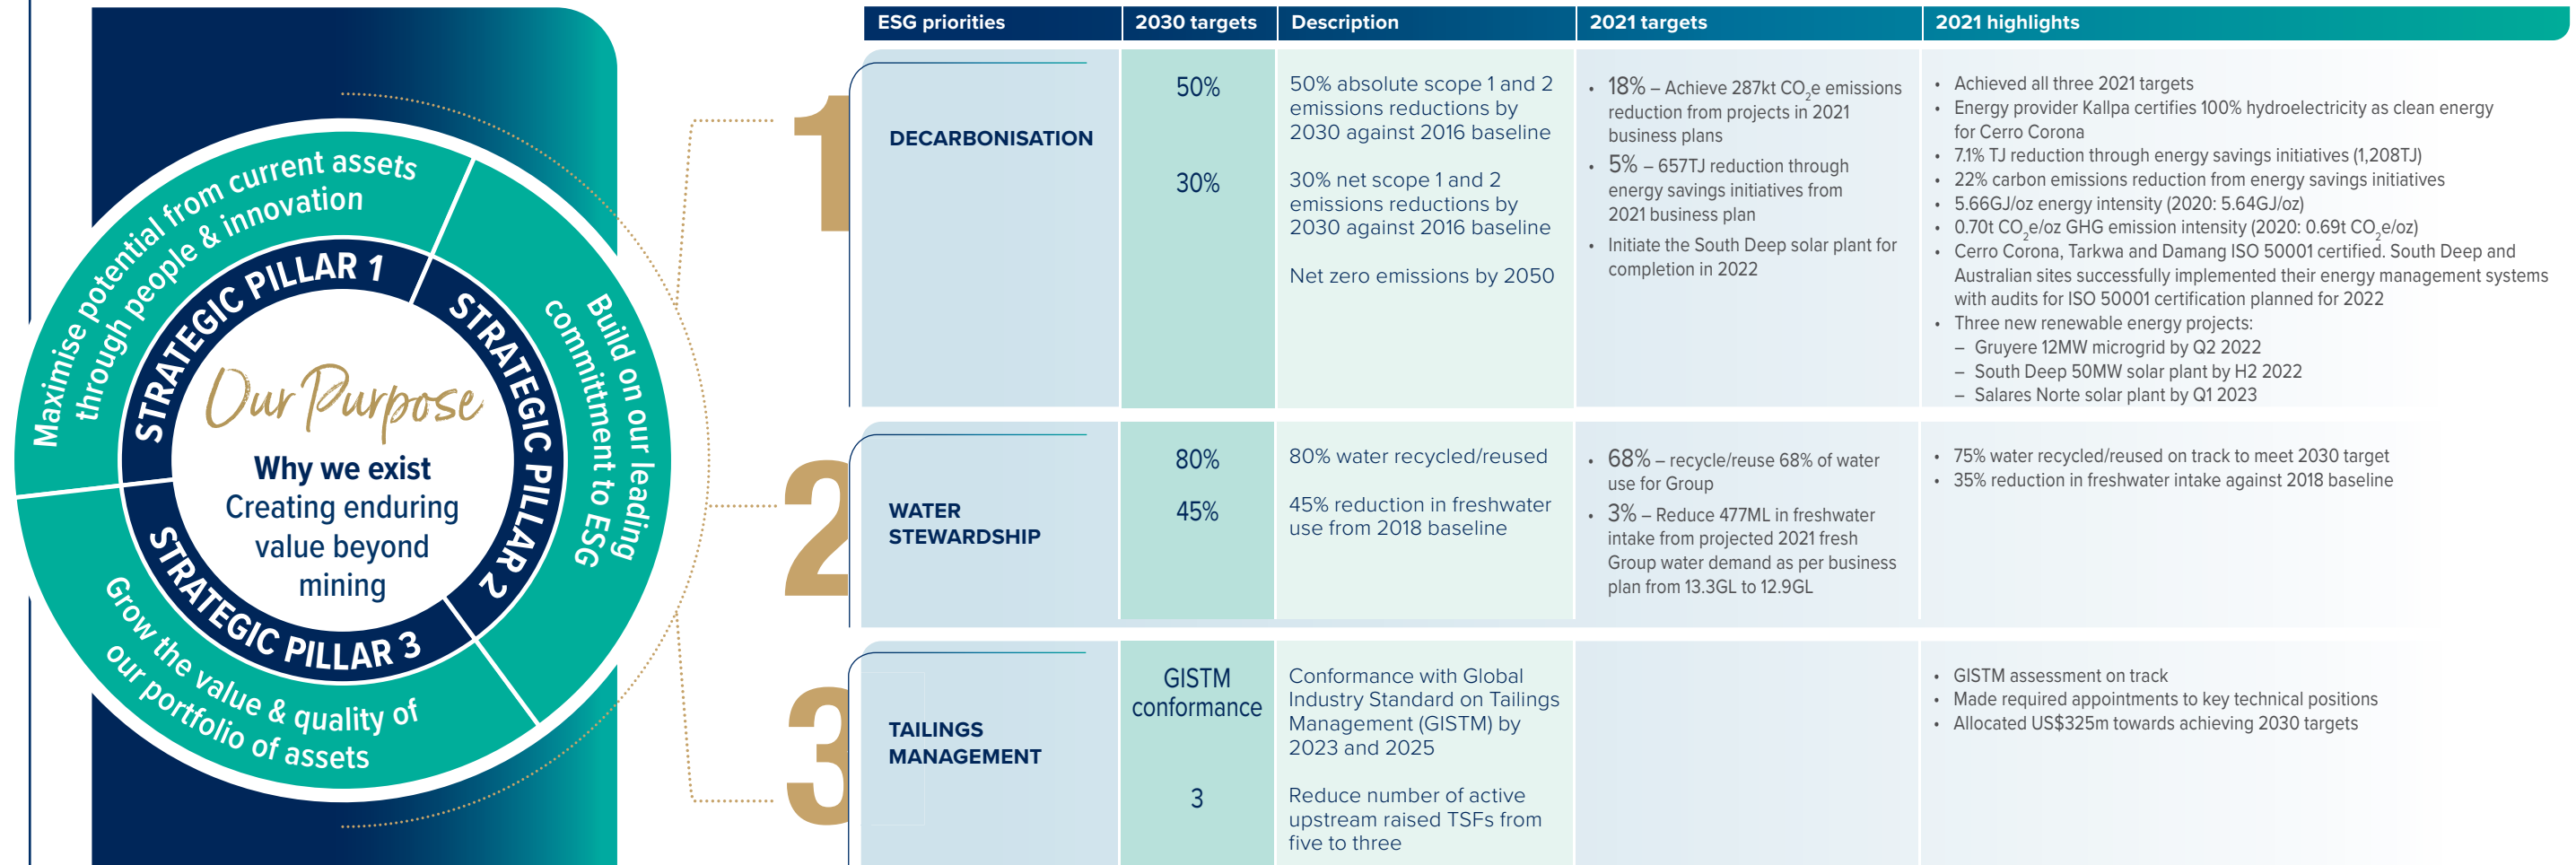 Maximise potential from current assets
through people & innovation
STRATEGIC PILLAR 1
Build on our leading
commitment to ESG
STRATEGIC PILLAR 2
Grow the value & quality of
our portfolio of assets
STRATEGIC PILLAR 3
Our Purpose
Why we exist
Creating enduring
value beyond
mining
ESG priorities
2030 targets
Description
2021 targets
2021 highlights
1
DECARBONISATION
50%
50% absolute scope 1 and 2
emissions reductions by
2030 against 2016 baseline
30%
30% net scope 1 and 2
emissions reductions by
2030 against 2016 baseline
Net zero emissions by 2050
• 18% – Achieve 287kt CO₂e emissions
reduction from projects in 2021
business plans
• 5% – 657TJ reduction through
energy savings initiatives from
2021 business plan
• Initiate the South Deep solar plant for
completion in 2022
• Achieved all three 2021 targets
• Energy provider Kallpa certifies 100% hydroelectricity as clean energy
for Cerro Corona
• 7.1% TJ reduction through energy savings initiatives (1,208TJ)
• 22% carbon emissions reduction from energy savings initiatives
• 5.66GJ/oz energy intensity (2020: 5.64GJ/oz)
• 0.70t CO₂e/oz GHG emission intensity (2020: 0.69t CO₂e/oz)
• Cerro Corona, Tarkwa and Damang ISO 50001 certified. South Deep and
Australian sites successfully implemented their energy management systems
with audits for ISO 50001 certification planned for 2022
• Three new renewable energy projects:
– Gruyere 12MW microgrid by Q2 2022
– South Deep 50MW solar plant by H2 2022
– Salares Norte solar plant by Q1 2023
2
WATER
STEWARDSHIP
80%
80% water recycled/reused
45%
45% reduction in freshwater
use from 2018 baseline
• 68% – recycle/reuse 68% of water
use for Group
• 3% – Reduce 477ML in freshwater
intake from projected 2021 fresh
Group water demand as per business
plan from 13.3GL to 12.9GL
• 75% water recycled/reused on track to meet 2030 target
• 35% reduction in freshwater intake against 2018 baseline
3
TAILINGS
MANAGEMENT
GISTM
conformance
Conformance with Global
Industry Standard on Tailings
Management (GISTM) by
2023 and 2025
3
Reduce number of active
upstream raised TSFs from
five to three
• GISTM assessment on track
• Made required appointments to key technical positions
• Allocated US$325m towards achieving 2030 targets